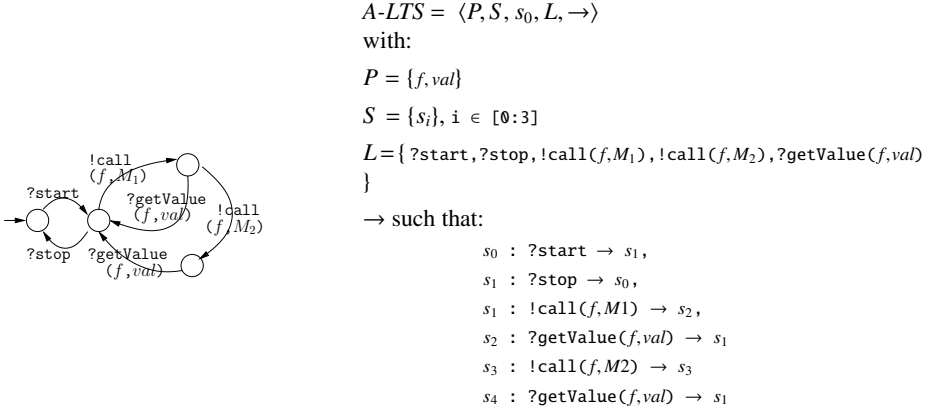 A-LTS = ⟨P, S, s₀, L, →⟩
with:
P = {f, val}
S = {sᵢ}, i ∈ [0:3]
L={ ?start,?stop,!call(f,M₁),!call(f,M₂),?getValue(f,val)
}
→ such that:
s₀ : ?start → s₁,
s₁ : ?stop → s₀,
s₁ : !call(f,M1) → s₂,
s₂ : ?getValue(f,val) → s₁
s₃ : !call(f,M2) → s₃
s₄ : ?getValue(f,val) → s₁
!call
(f,M₁)
?start
?getValue
(f,val)
!call
(f,M₂)
?stop
?getValue
(f,val)